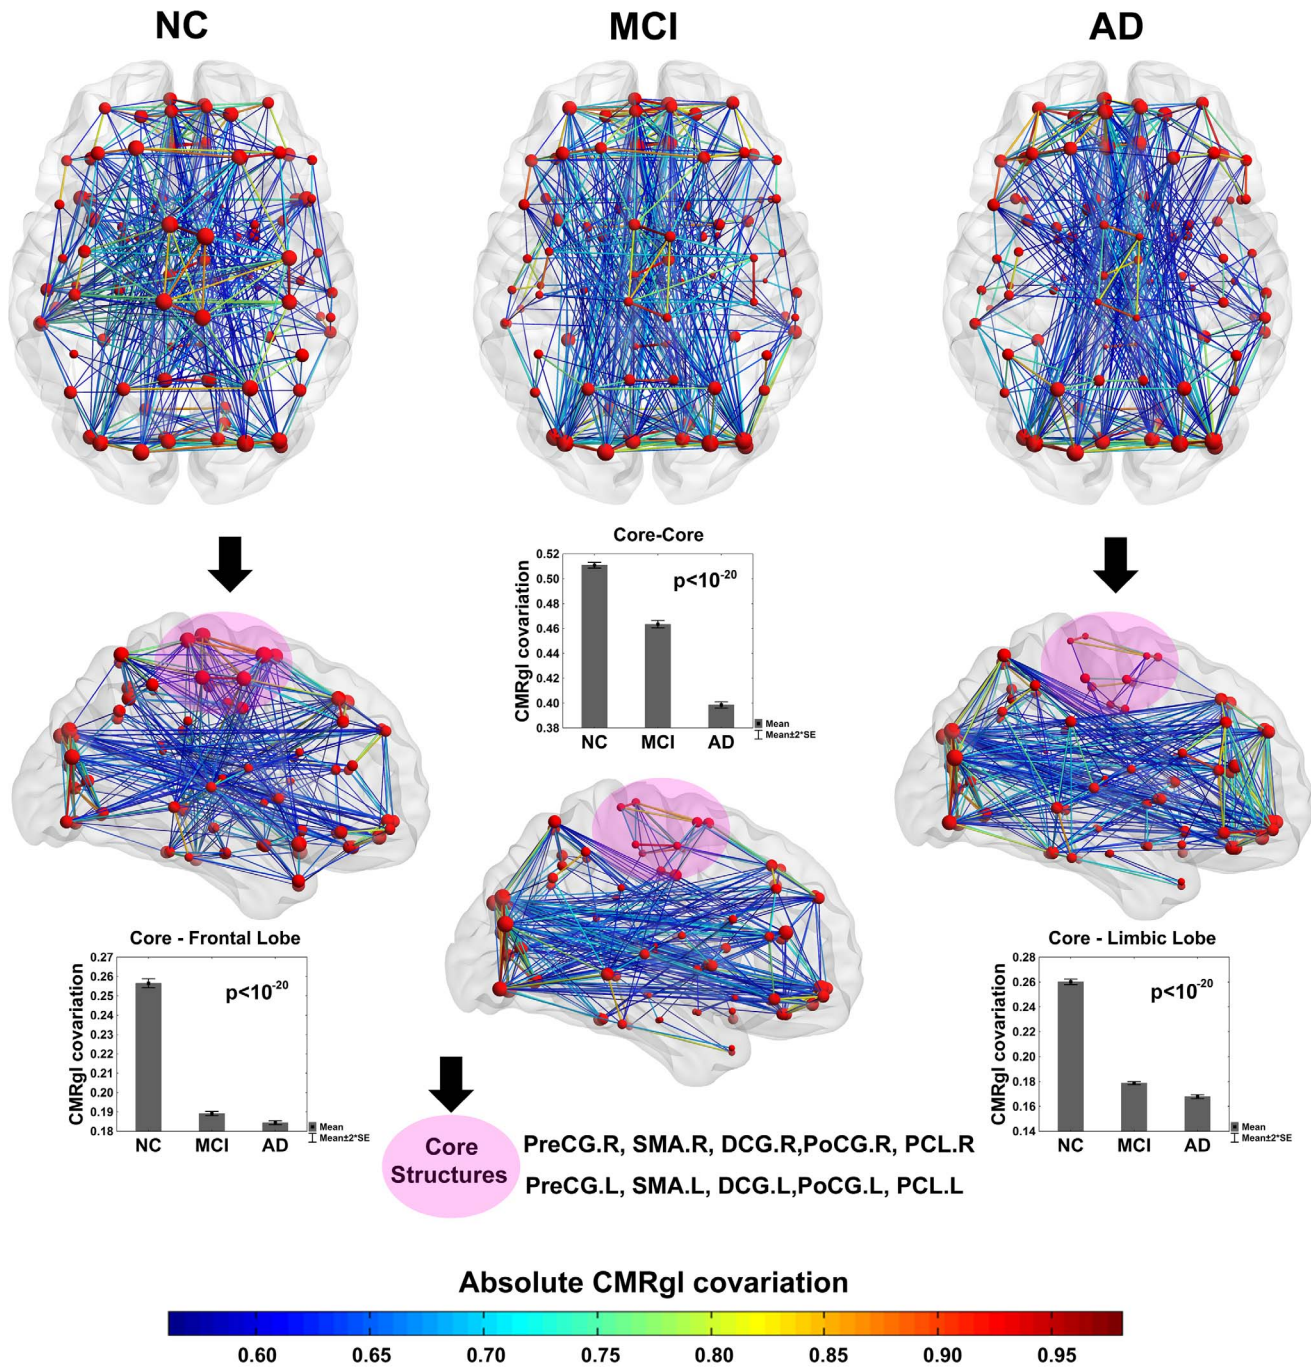 NC
MCI
AD
Core-Core
CMRgl covariation
0.52
0.50
0.46
0.44
0.40
0.38
p<10-20
NC MCI AD
Mean
Mean±2*SE
Core - Frontal Lobe
CMRgl covariation
0.27
0.26
0.25
0.24
0.23
0.22
0.21
0.20
0.19
0.18
p<10-20
NC MCI AD
Mean
Mean±2*SE
Core - Limbic Lobe
CMRgl covariation
0.28
0.26
0.24
0.22
0.20
0.18
0.16
0.14
p<10-20
NC MCI AD
Mean
Mean±2*SE
Core
Structures
PreCG.R, SMA.R, DCG.R,PoCG.R, PCL.R
PreCG.L, SMA.L, DCG.L,PoCG.L, PCL.L
Absolute CMRgl covariation
0.60 0.65 0.70 0.75 0.80 0.85 0.90 0.95